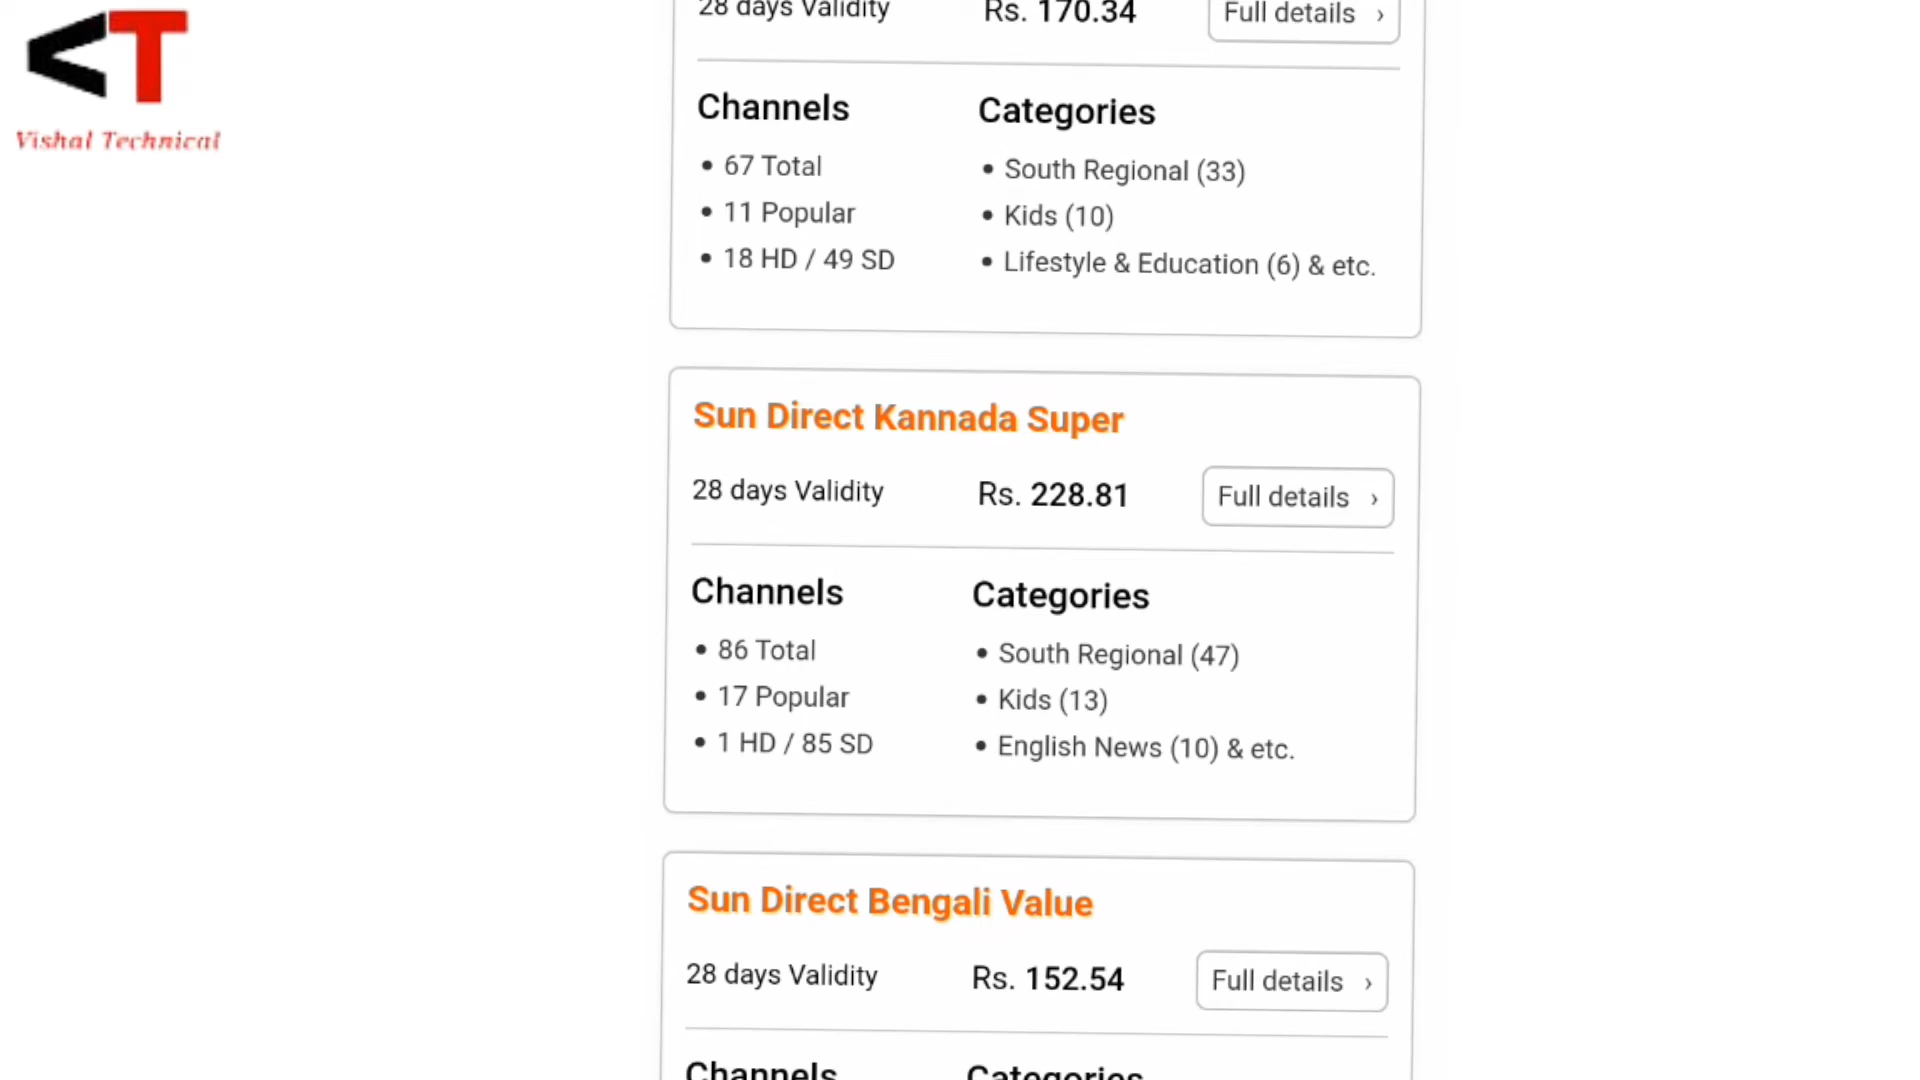 Vishal Technical
28 days Validity Rs. 170.34 Full details ›
Channels Categories
• 67 Total • South Regional (33)
• 11 Popular • Kids (10)
• 18 HD / 49 SD • Lifestyle & Education (6) & etc.
Sun Direct Kannada Super
28 days Validity Rs. 228.81 Full details ›
Channels Categories
• 86 Total • South Regional (47)
• 17 Popular • Kids (13)
• 1 HD / 85 SD • English News (10) & etc.
Sun Direct Bengali Value
28 days Validity Rs. 152.54 Full details ›
Channels Categories